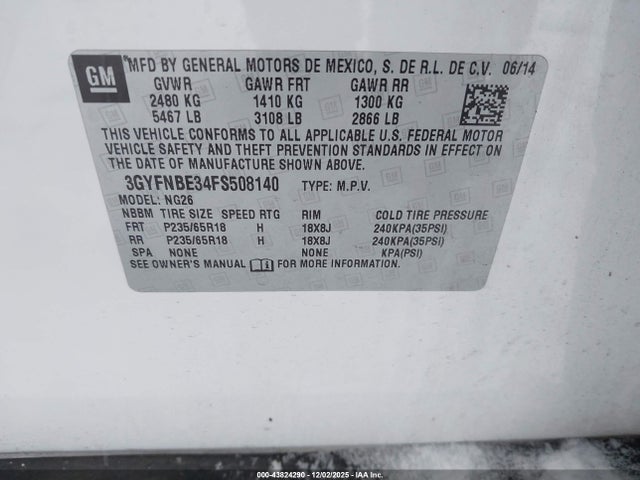 GM
MFD BY GENERAL MOTORS DE MEXICO, S. DE R.L. DE C.V. 06/14
GVWR GAWR FRT GAWR RR
2480 KG 1410 KG 1300 KG
5467 LB 3108 LB 2866 LB
THIS VEHICLE CONFORMS TO ALL APPLICABLE U.S. FEDERAL MOTOR
VEHICLE SAFETY AND THEFT PREVENTION STANDARDS IN EFFECT ON
THE DATE OF MANUFACTURE SHOWN ABOVE.
3GYFNBE34FS508140 TYPE: M.P.V.
MODEL: NG26
NBBM TIRE SIZE SPEED RTG RIM COLD TIRE PRESSURE
FRT P235/65R18 H 18X8J 240KPA(35PSI)
RR P235/65R18 H 18X8J 240KPA(35PSI)
SPA NONE NONE KPA(PSI)
SEE OWNER'S MANUAL FOR MORE INFORMATION.
000-43824290 - 12/02/2025 - IAA Inc.